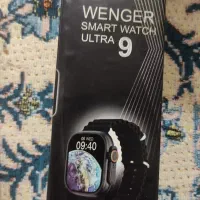 WENGER
SMART WATCH
ULTRA 9
09:40